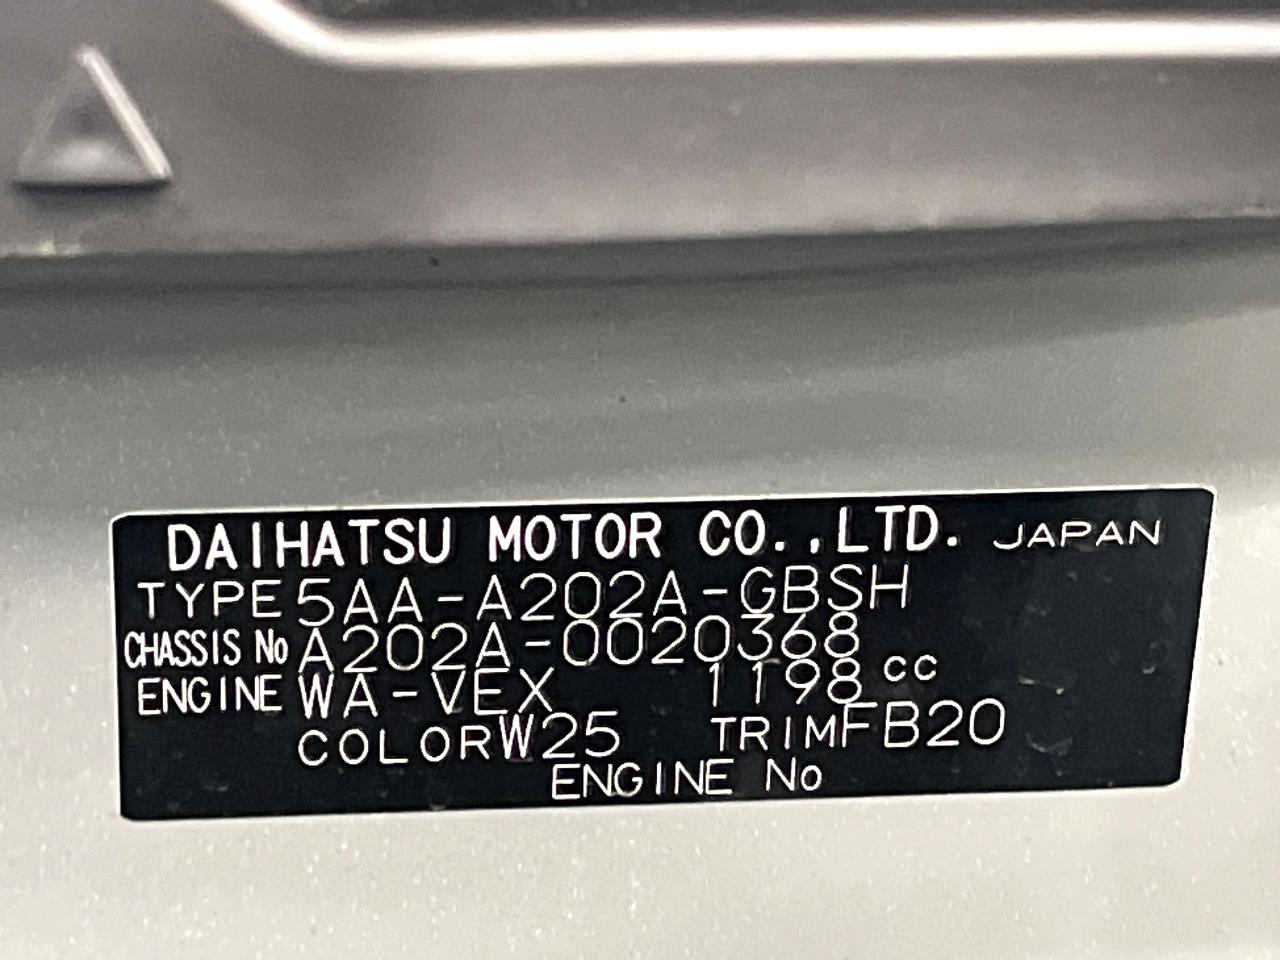 DAIHATSU MOTOR CO.,LTD. JAPAN
TYPE 5AA-A202A-GBSH
CHASSIS No A202A-0020368
ENGINE WA-VEX 1198 CC
COLOR W25 TRIM FB20
ENGINE No